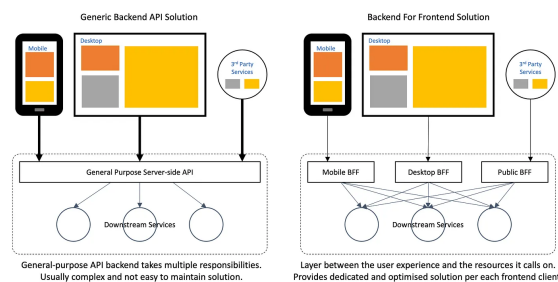 Generic Backend API Solution
Mobile
Desktop
3rd Party
Services
General Purpose Server-side API
Downstream Services
General-purpose API backend takes multiple responsibilities.
Usually complex and not easy to maintain solution.
Backend For Frontend Solution
Mobile
Desktop
3rd Party
Services
Mobile BFF
Desktop BFF
Public BFF
Downstream Services
Layer between the user experience and the resources it calls on.
Provides dedicated and optimised solution per each frontend client